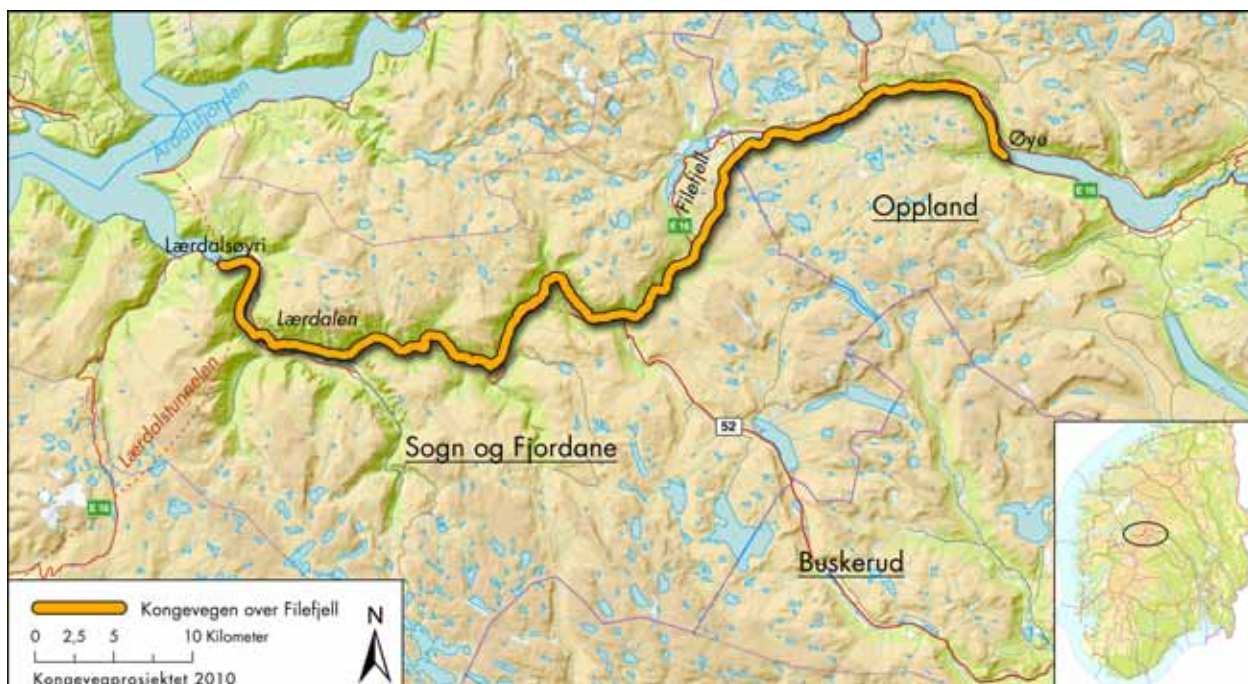 Årdalsfjorden
Øye
E 16
Filefjell
Oppland
E 16
Lærdalsøyri
Lærdalen
Lærdalstunnelen
52
Sogn og Fjordane
E 16
Buskerud
Kongevegen over Filefjell
N
0 2,5 5 10 Kilometer
Kongevegprosjektet 2010